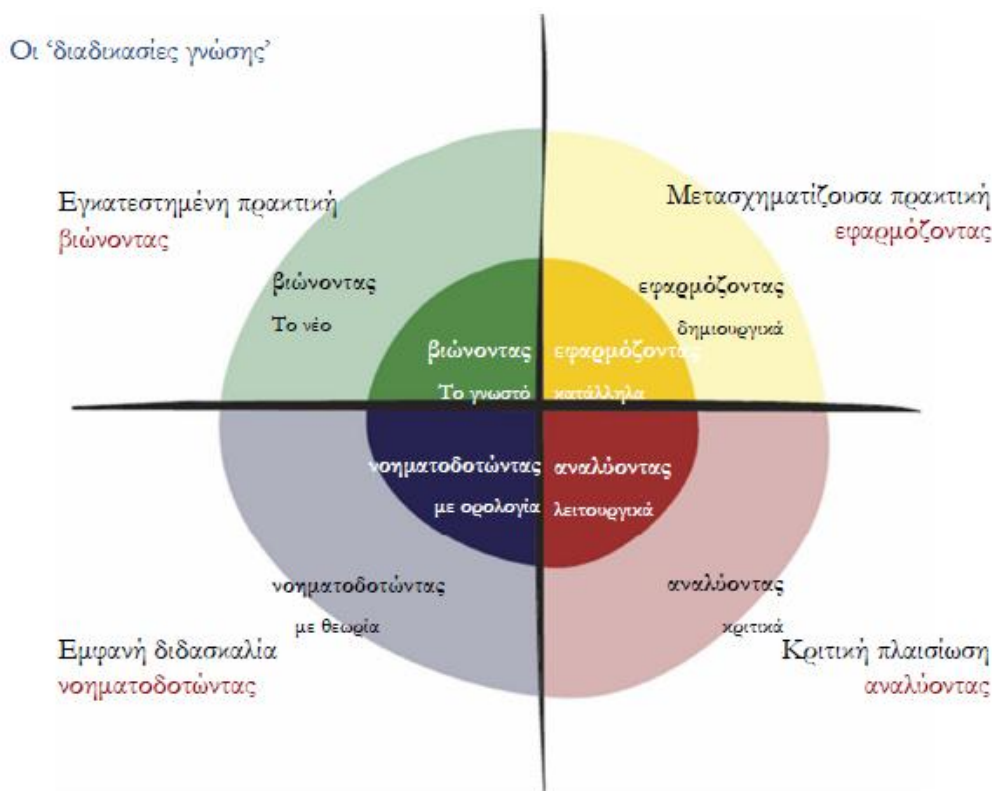 Οι ‘διαδικασίες γνώσης’
Εγκατεστημένη πρακτική
βιώνοντας
Μετασχηματίζουσα πρακτική
εφαρμόζοντας
βιώνοντας
Το νέο
εφαρμόζοντας
δημιουργικά
βιώνοντας
Το γνωστό
εφαρμόζοντας
κατάλληλα
νοηματοδοτώντας
με ορολογία
αναλύοντας
λειτουργικά
νοηματοδοτώντας
με θεωρία
αναλύοντας
κριτικά
Εμφανή διδασκαλία
νοηματοδοτώντας
Κριτική πλαισίωση
αναλύοντας